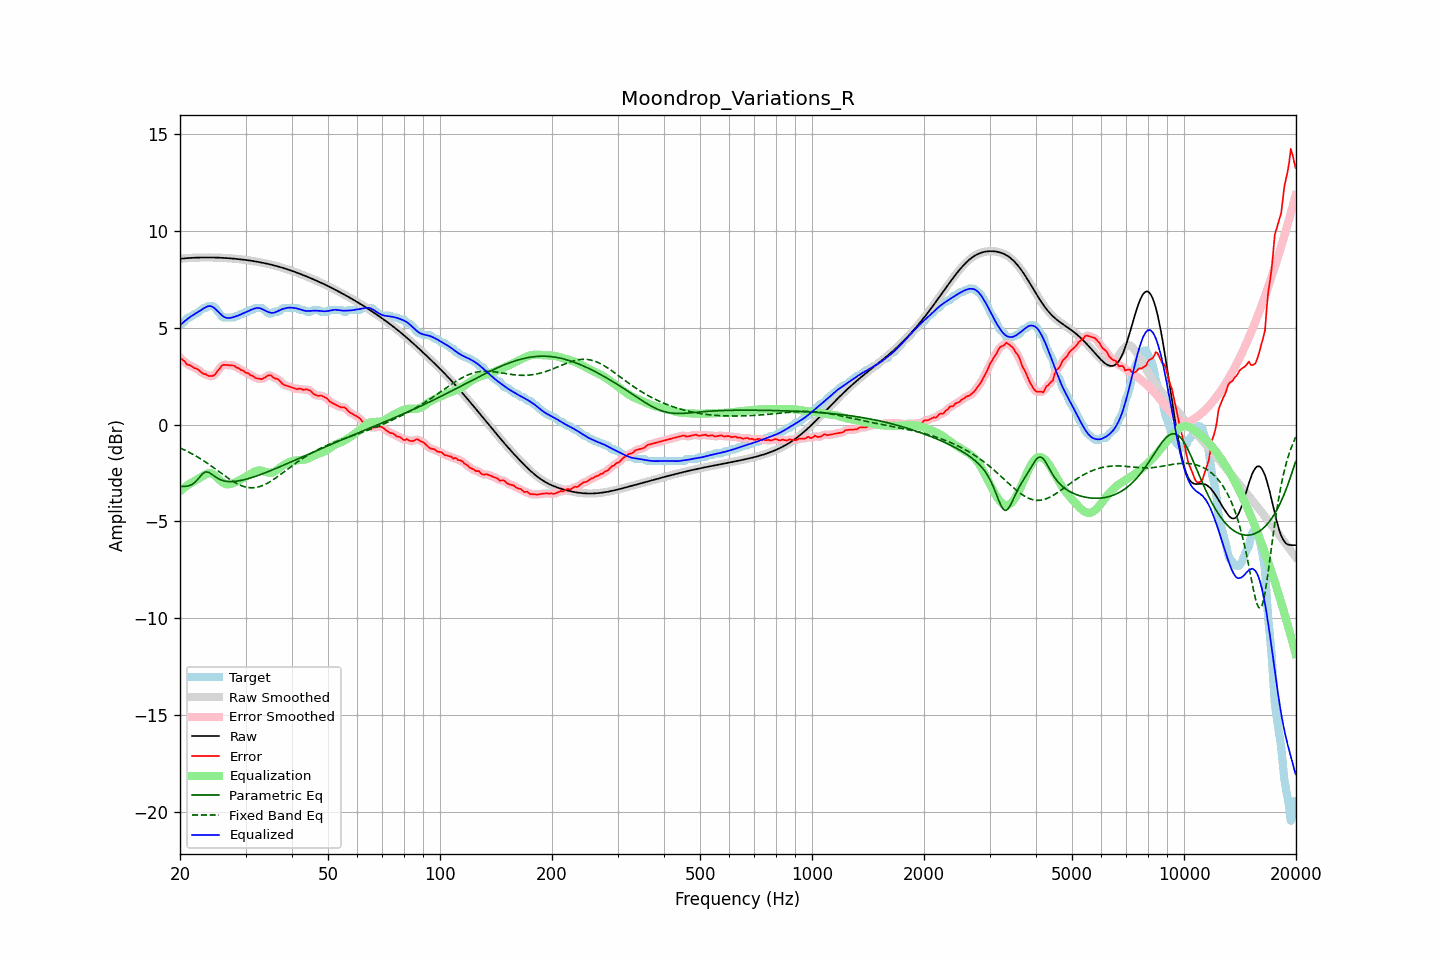 Moondrop_Variations_R
Amplitude (dBr)
15
10
5
0
−5
−10
−15
−20
Target
Raw Smoothed
Error Smoothed
Raw
Error
Equalization
Parametric Eq
Fixed Band Eq
Equalized
20 50 100 200 500 1000 2000 5000 10000 20000
Frequency (Hz)